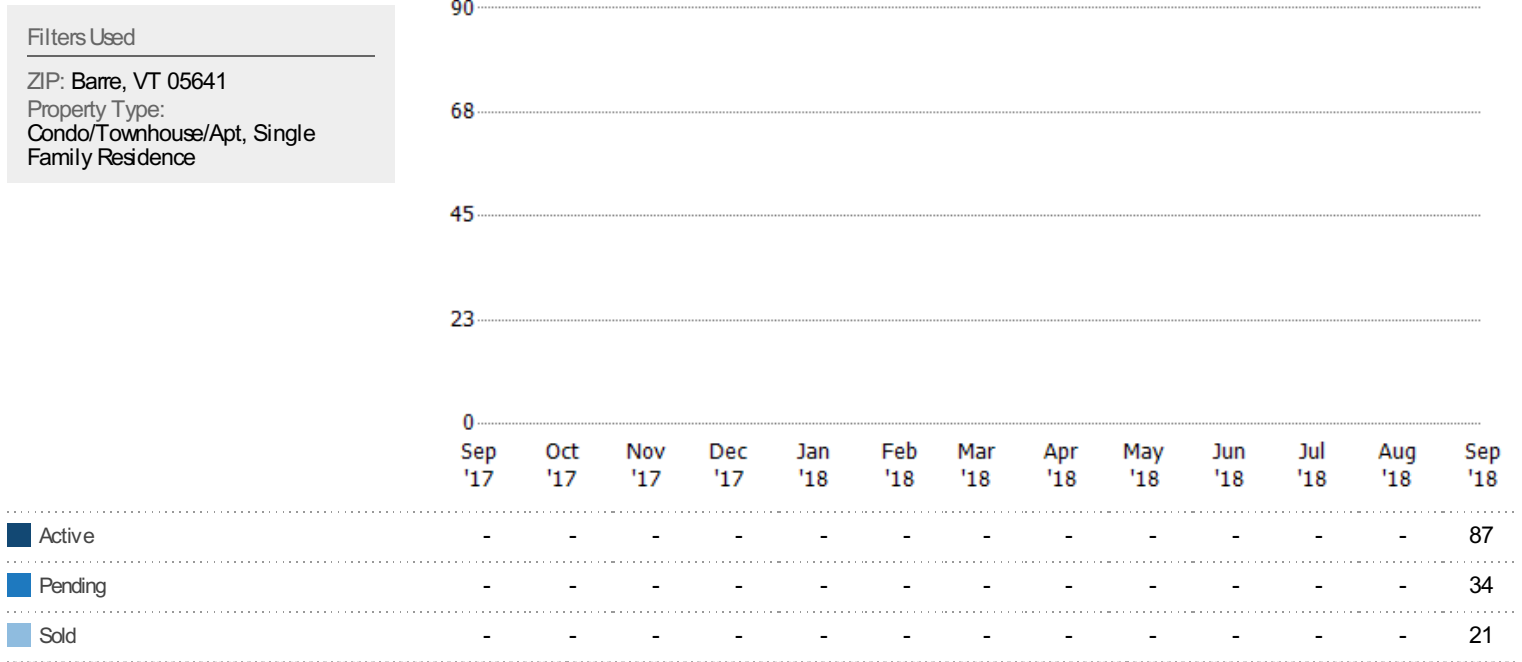 Filters Used
ZIP: Barre, VT 05641
Property Type:
Condo/Townhouse/Apt, Single
Family Residence
90
68
45
23
0
Sep Oct Nov Dec Jan Feb Mar Apr May Jun Jul Aug Sep
'17 '17 '17 '17 '18 '18 '18 '18 '18 '18 '18 '18 '18
Active - - - - - - - - - - - - 87
Pending - - - - - - - - - - - - 34
Sold - - - - - - - - - - - - 21